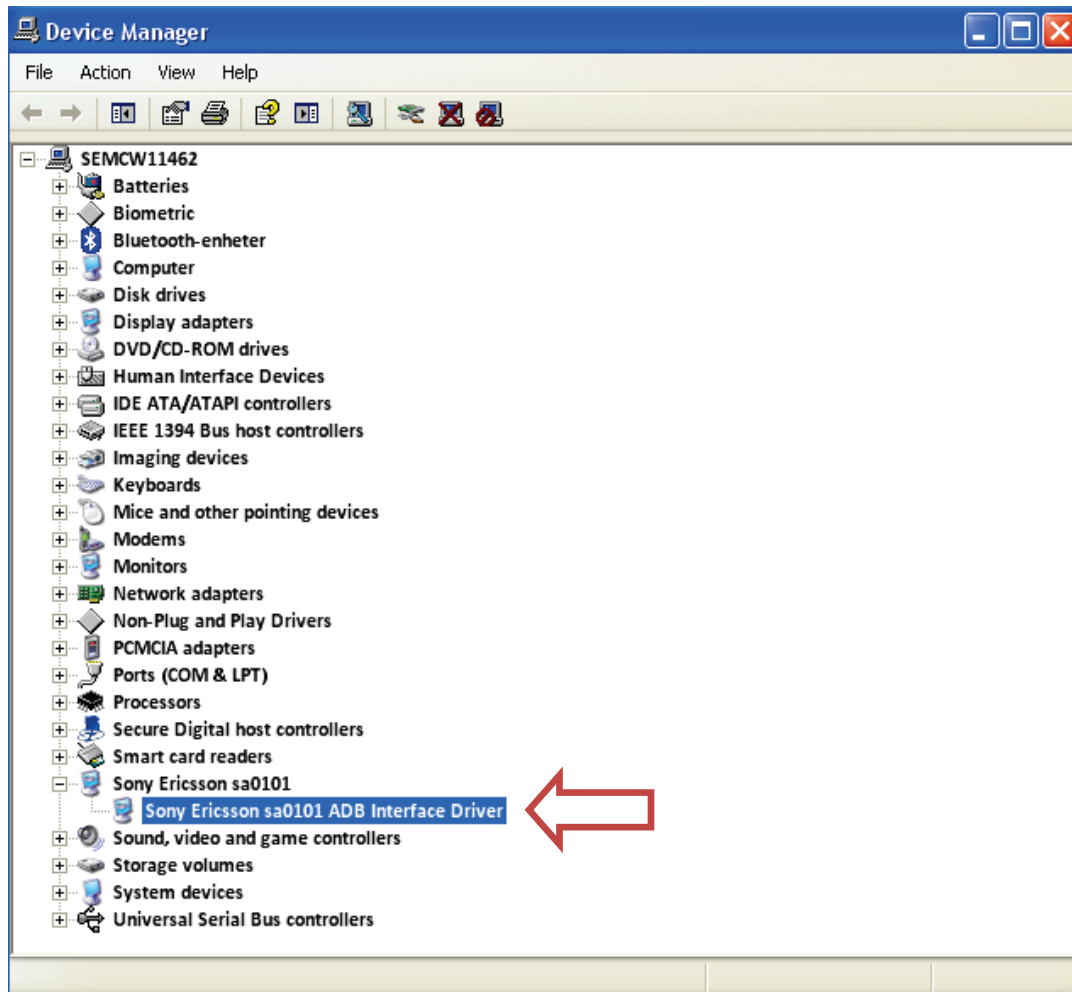 Device Manager
File Action View Help
SEMCW11462
Batteries
Biometric
Bluetooth-enheter
Computer
Disk drives
Display adapters
DVD/CD-ROM drives
Human Interface Devices
IDE ATA/ATAPI controllers
IEEE 1394 Bus host controllers
Imaging devices
Keyboards
Mice and other pointing devices
Modems
Monitors
Network adapters
Non-Plug and Play Drivers
PCMCIA adapters
Ports (COM & LPT)
Processors
Secure Digital host controllers
Smart card readers
Sony Ericsson sa0101
Sony Ericsson sa0101 ADB Interface Driver
Sound, video and game controllers
Storage volumes
System devices
Universal Serial Bus controllers